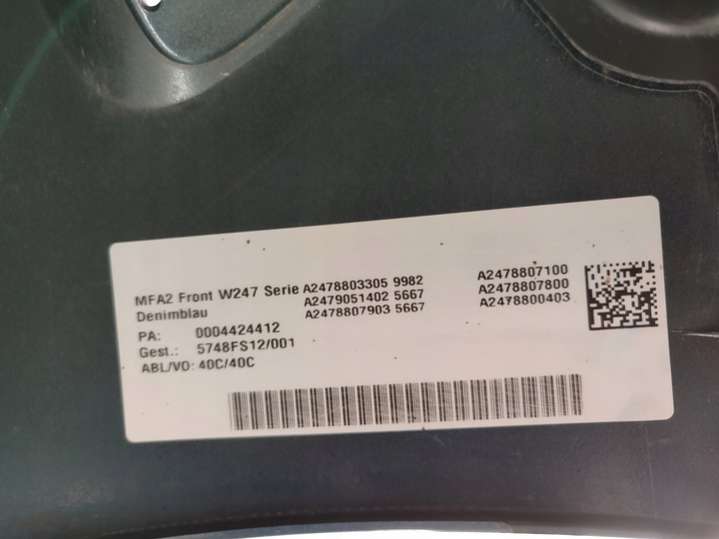 MFA2 Front W247 Serie A2478803305 9982 A2478807100
Denimblau A2479051402 5667 A2478807800
A2478807903 5667 A2478800403
PA: 0004424412
Gest.: 5748FS12/001
ABL/VO: 40C/40C